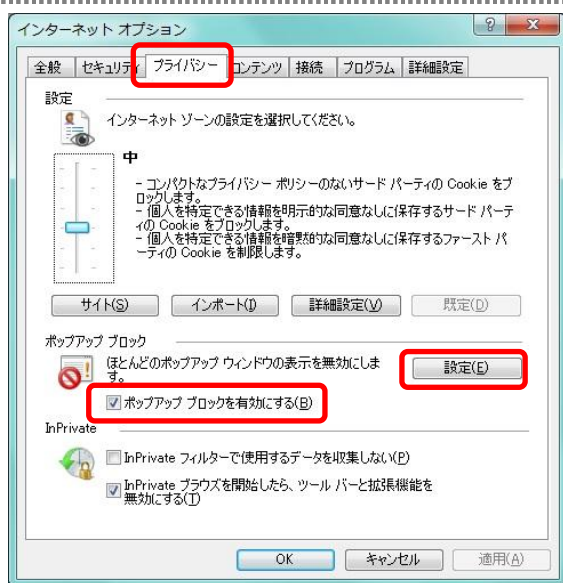 インターネット オプション
全般 セキュリティ プライバシー コンテンツ 接続 プログラム 詳細設定
設定
インターネット ゾーンの設定を選択してください。
中
- コンパクトなプライバシー ポリシーのないサード パーティの Cookie をブ
ロックします。
- 個人を特定できる情報を明示的な同意なしに保存するサード パーテ
ィの Cookie をブロックします。
- 個人を特定できる情報を暗黙的な同意なしに保存するファースト パ
ーティの Cookie を制限します。
サイト(S) インポート(I) 詳細設定(V) 既定(D)
ポップアップ ブロック
ほとんどのポップアップ ウィンドウの表示を無効にしま
す。
設定(E)
ポップアップ ブロックを有効にする(B)
InPrivate
InPrivate フィルターで使用するデータを収集しない(P)
InPrivate ブラウズを開始したら、ツール バーと拡張機能を
無効にする(T)
OK キャンセル 適用(A)